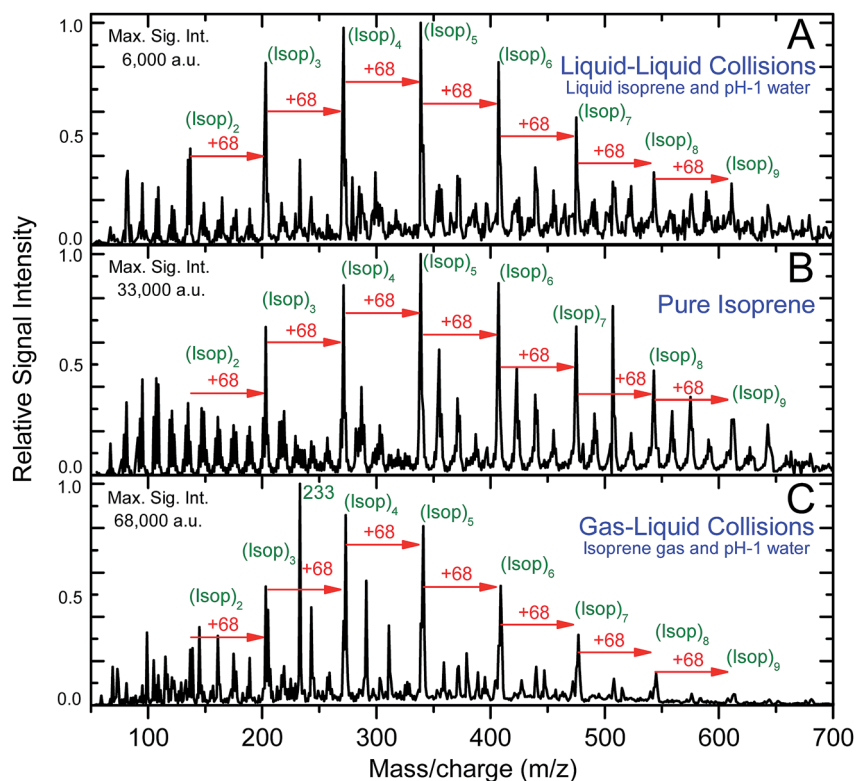 Relative Signal Intensity
Max. Sig. Int.
6,000 a.u.
A
Liquid-Liquid Collisions
Liquid isoprene and pH-1 water
(Isop)₂
(Isop)₃
(Isop)₄
(Isop)₅
(Isop)₆
(Isop)₇
(Isop)₈
(Isop)₉
+68
+68
+68
+68
+68
+68
+68
1.0
0.5
0.0
Max. Sig. Int.
33,000 a.u.
B
Pure Isoprene
(Isop)₂
(Isop)₃
(Isop)₄
(Isop)₅
(Isop)₆
(Isop)₇
(Isop)₈
(Isop)₉
+68
+68
+68
+68
+68
+68
+68
1.0
0.5
0.0
Max. Sig. Int.
68,000 a.u.
C
Gas-Liquid Collisions
Isoprene gas and pH-1 water
233
(Isop)₂
(Isop)₃
(Isop)₄
(Isop)₅
(Isop)₆
(Isop)₇
(Isop)₈
(Isop)₉
+68
+68
+68
+68
+68
+68
+68
1.0
0.5
0.0
100 200 300 400 500 600 700
Mass/charge (m/z)